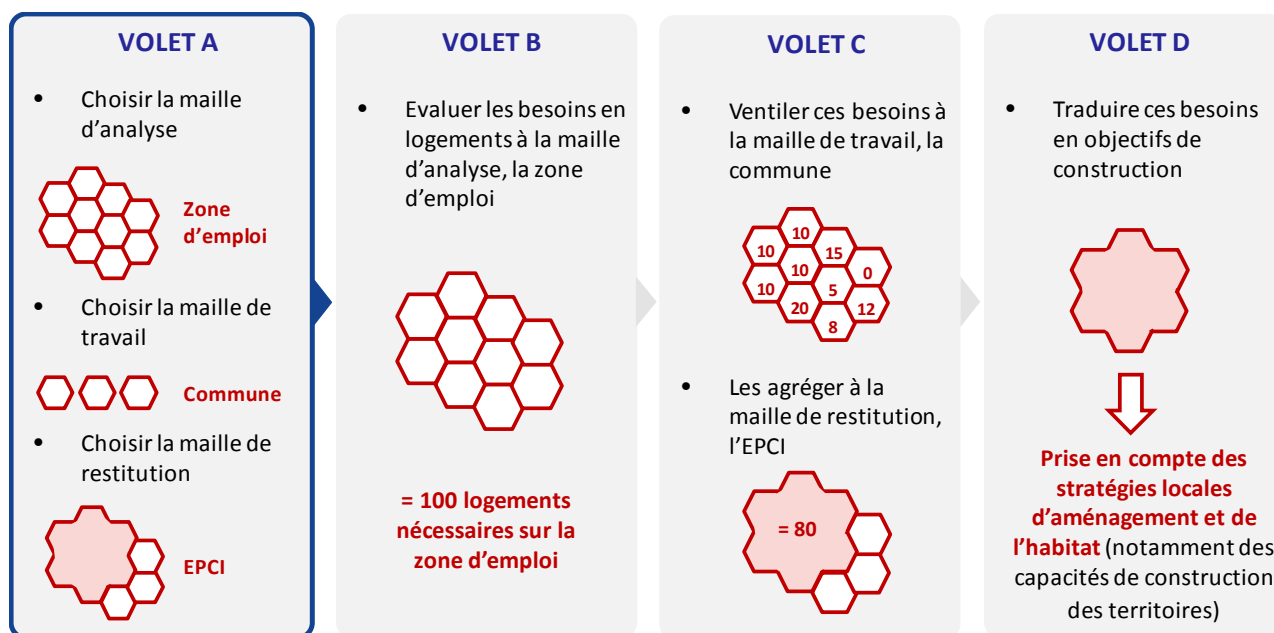 VOLET A
• Choisir la maille
d'analyse
Zone
d'emploi
• Choisir la maille de
travail
Commune
• Choisir la maille de
restitution
EPCI
VOLET B
• Evaluer les besoins en
logements à la maille
d'analyse, la zone
d'emploi
= 100 logements
nécessaires sur la
zone d'emploi
VOLET C
• Ventiler ces besoins à
la maille de travail, la
commune
10
10
15
10
0
10
5
20
12
8
• Les agréger à la
maille de restitution,
l'EPCI
= 80
VOLET D
• Traduire ces besoins
en objectifs de
construction
Prise en compte des
stratégies locales
d'aménagement et de
l'habitat (notamment des
capacités de construction
des territoires)